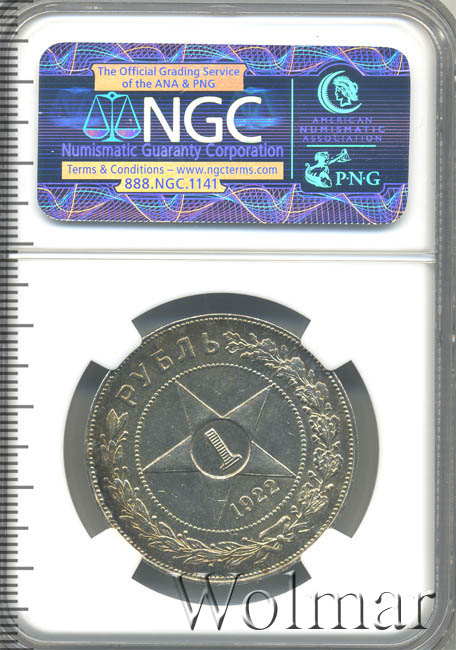 The Official Grading Service
of the ANA & PNG
NGC
Numismatic Guaranty Corporation
Terms & Conditions – www.ngcterms.com
888.NGC.1141
AMERICAN
NUMISMATIC
ASSOCIATION
P·N·G
РУБЛЬ
1
1922
Wolmar